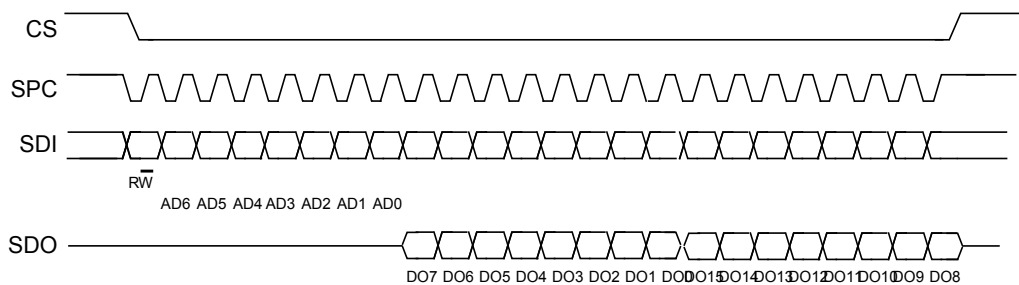 CS
SPC
SDI
RW
AD6 AD5 AD4 AD3 AD2 AD1 AD0
SDO
DO7 DO6 DO5 DO4 DO3 DO2 DO1 DO0 DO15 DO14 DO13 DO12 DO11 DO10 DO9 DO8